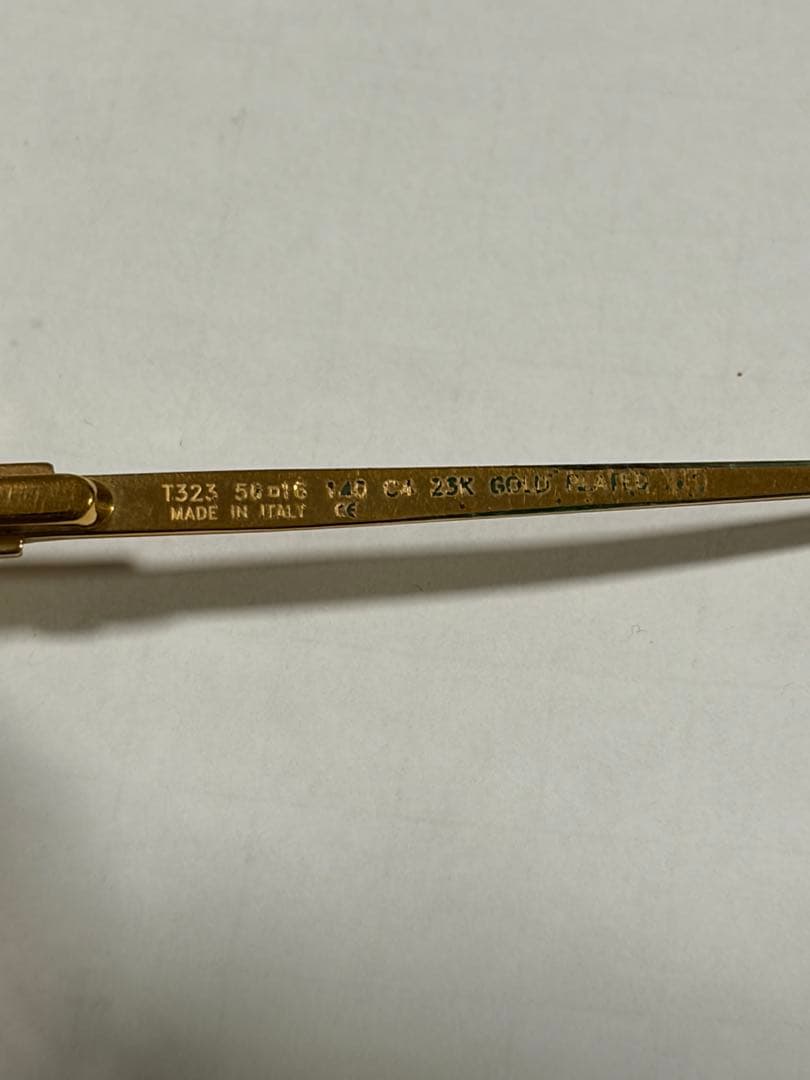 T323 56□16 140 C4 23K GOLD PLATED
MADE IN ITALY CE